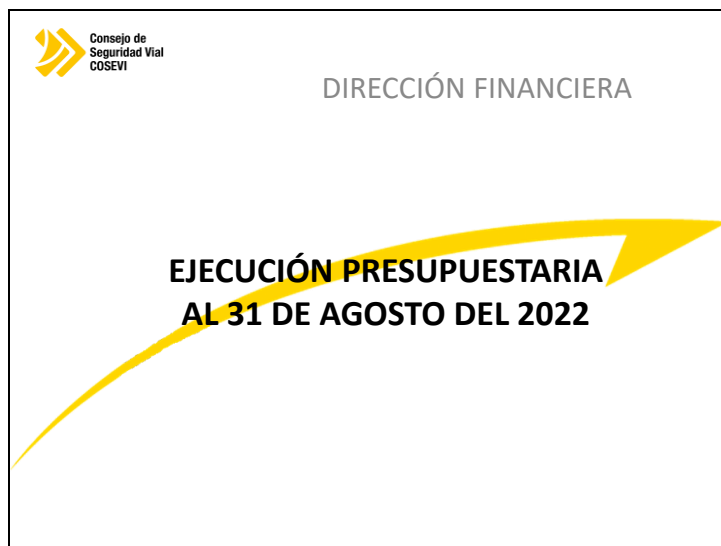 Consejo de
Seguridad Vial
COSEVI
DIRECCIÓN FINANCIERA
EJECUCIÓN PRESUPUESTARIA
AL 31 DE AGOSTO DEL 2022